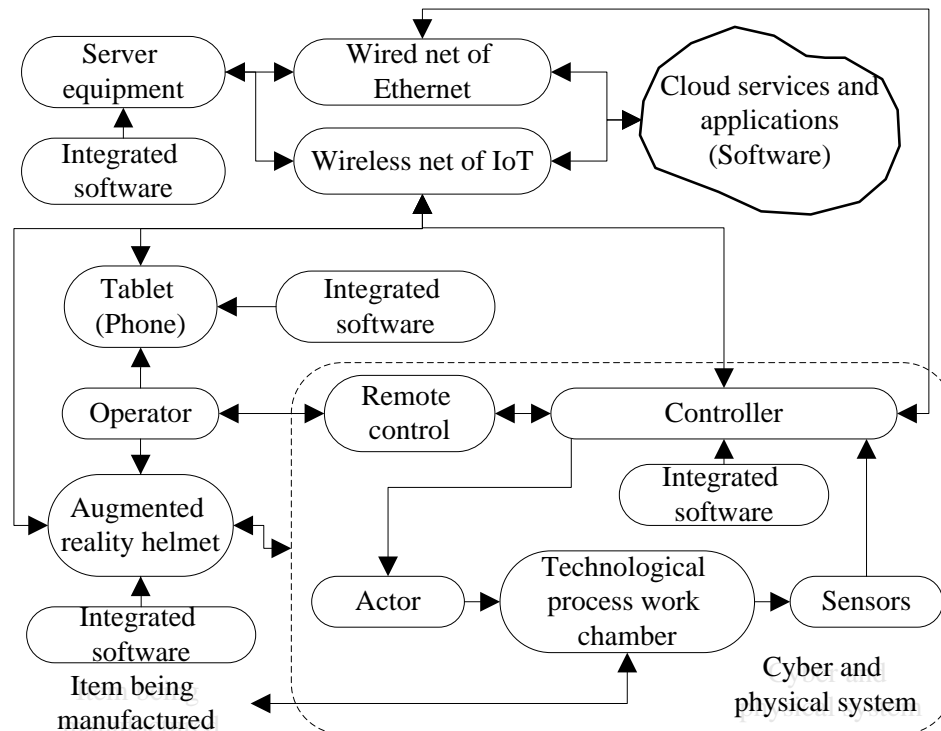 Server
equipment
Wired net of
Ethernet
Cloud services and
applications
(Software)
Integrated
software
Wireless net of IoT
Tablet
(Phone)
Integrated
software
Operator
Remote
control
Controller
Augmented
reality helmet
Integrated
software
Actor
Technological
process work
chamber
Sensors
Integrated
software
Item being
manufactured
Cyber and
physical system